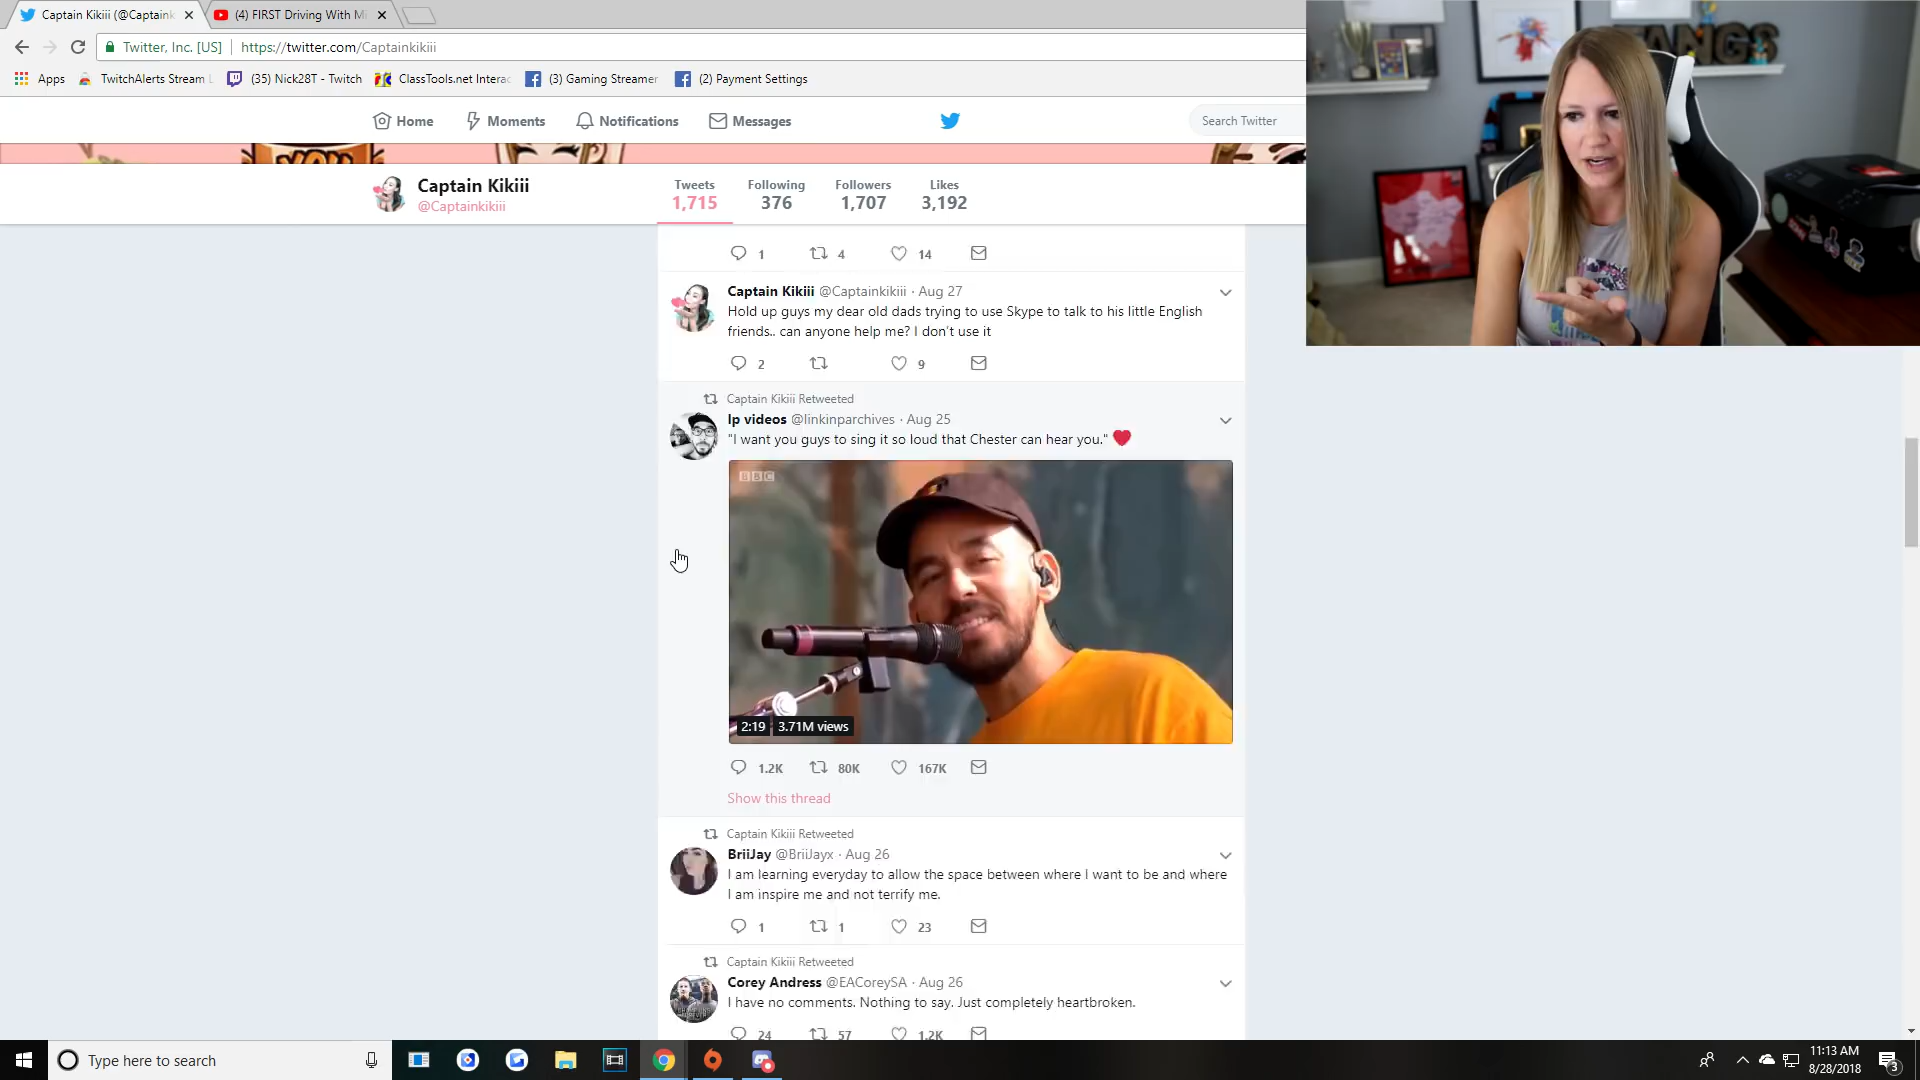 Captain Kikiii (@Captaink
(4) FIRST Driving With M
Twitter, Inc. [US]
https://twitter.com/Captainkikiii
Apps
TwitchAlerts Stream L
(35) Nick28T - Twitch
ClassTools.net Interac
(3) Gaming Streamer
(2) Payment Settings
Home
Moments
Notifications
Messages
Search Twitter
YOU
Captain Kikiii
@Captainkikiii
Tweets
1,715
Following
376
Followers
1,707
Likes
3,192
1 4 14
Captain Kikiii @Captainkikiii · Aug 27
Hold up guys my dear old dads trying to use Skype to talk to his little English
friends.. can anyone help me? I don't use it
2 9
Captain Kikiii Retweeted
lp videos @linkinparchives · Aug 25
"I want you guys to sing it so loud that Chester can hear you." ❤
BBC
2:19 3.71M views
1.2K 80K 167K
Show this thread
Captain Kikiii Retweeted
BriiJay @BriiJayx · Aug 26
I am learning everyday to allow the space between where I want to be and where
I am inspire me and not terrify me.
1 1 23
Captain Kikiii Retweeted
Corey Andress @EACoreySA · Aug 26
I have no comments. Nothing to say. Just completely heartbroken.
24 57 1.2K
Type here to search
11:13 AM
8/28/2018
3